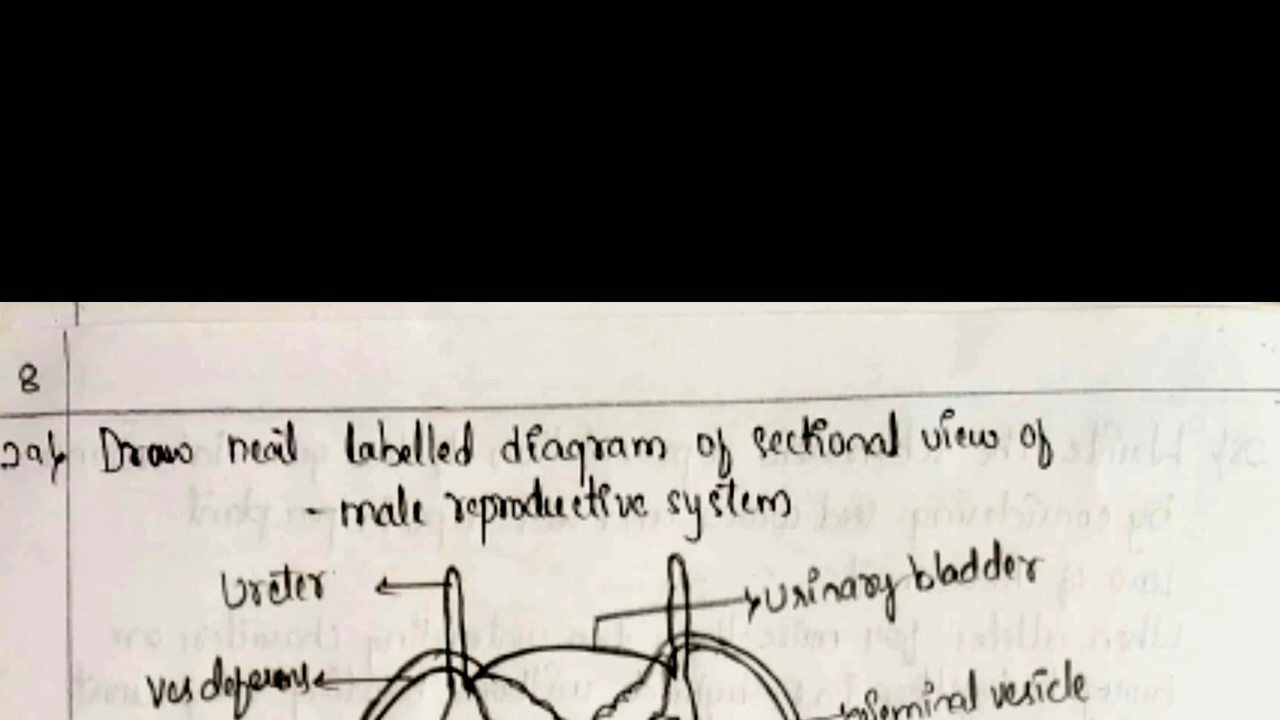 8
29) Draw neat labelled diagram of sectional view of
- male reproductive system
Ureter
urinary bladder
vas deferens
seminal vesicle